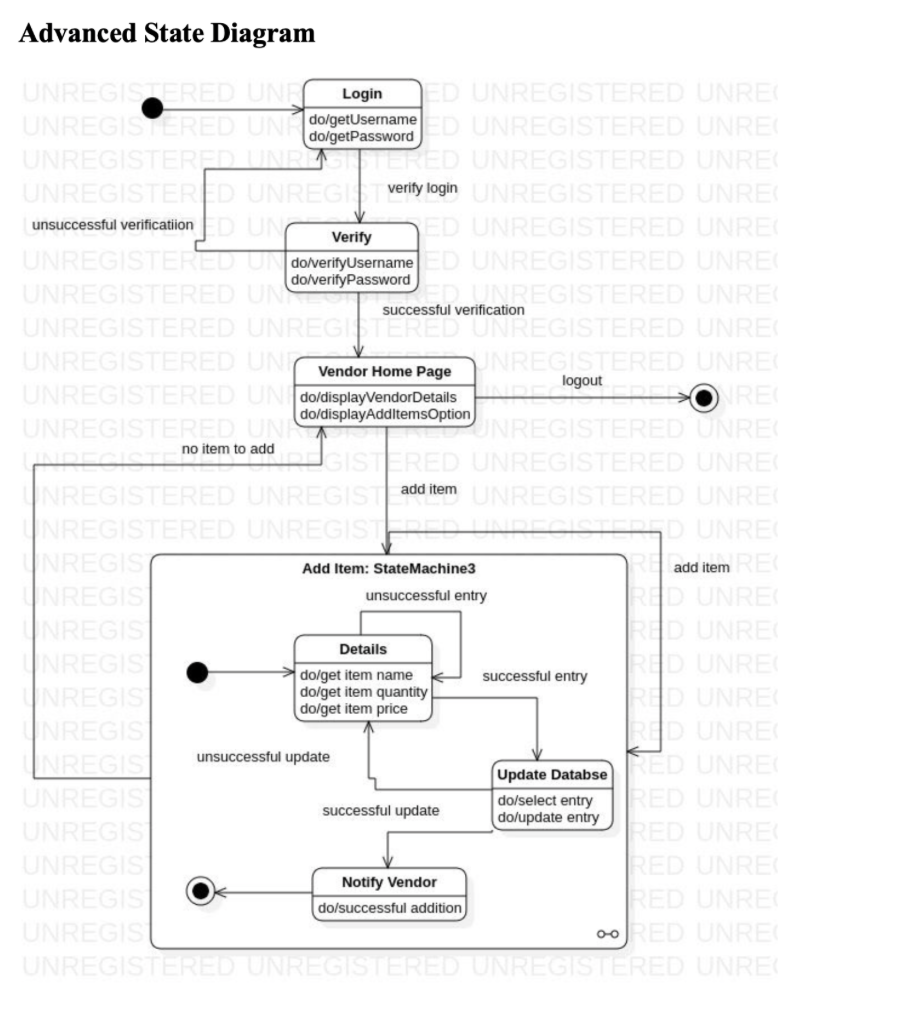 Advanced State Diagram
Login
do/getUsername
do/getPassword
verify login
unsuccessful verificatiion
Verify
do/verifyUsername
do/verifyPassword
successful verification
Vendor Home Page
do/displayVendorDetails
do/displayAddItemsOption
logout
no item to add
add item
add item
Add Item: StateMachine3
unsuccessful entry
Details
do/get item name
do/get item quantity
do/get item price
successful entry
unsuccessful update
Update Databse
do/select entry
do/update entry
successful update
Notify Vendor
do/successful addition
UNREGISTERED